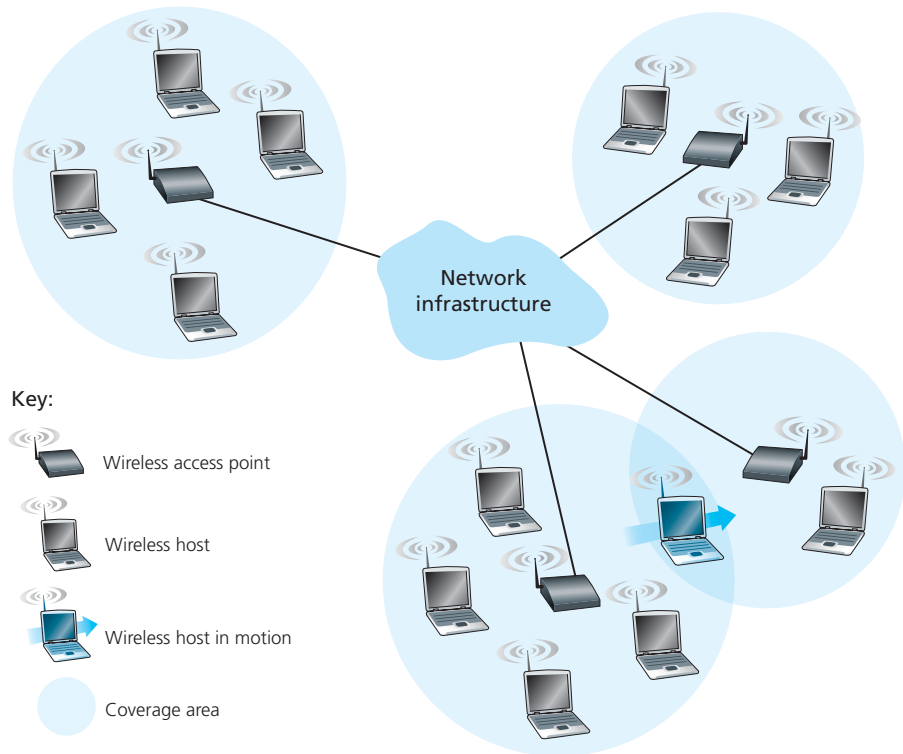 Network
infrastructure
Key:
Wireless access point
Wireless host
Wireless host in motion
Coverage area